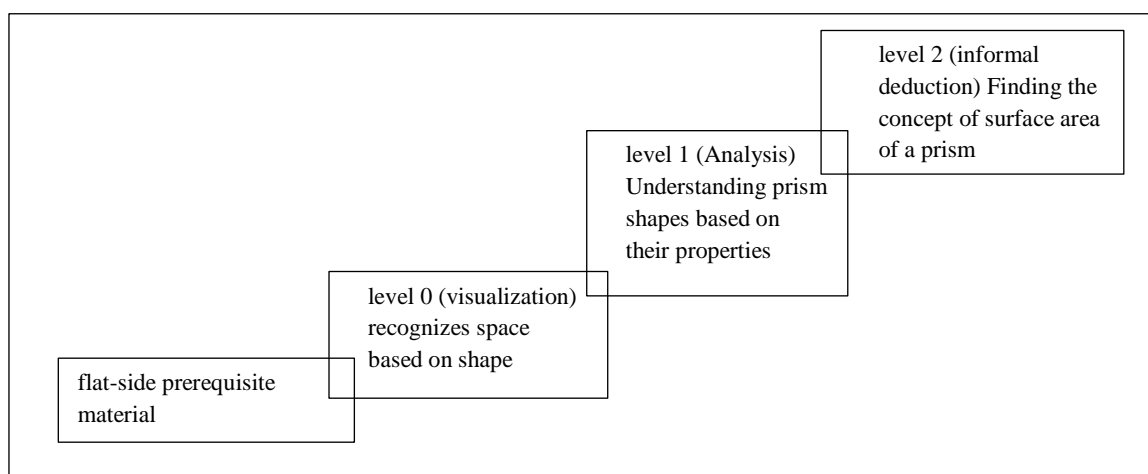 level 2 (informal
deduction) Finding the
concept of surface area
of a prism
level 1 (Analysis)
Understanding prism
shapes based on
their properties
level 0 (visualization)
recognizes space
based on shape
flat-side prerequisite
material